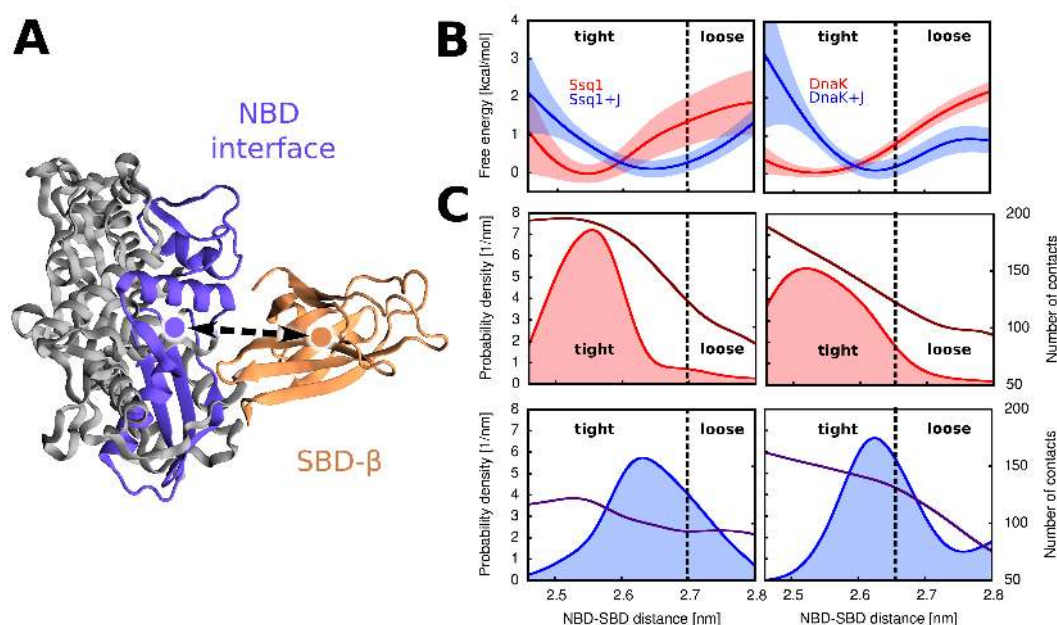 A
NBD
interface
SBD-β
B
Free energy [kcal/mol]
4
3
2
1
0
tight
loose
Ssq1
Ssq1+J
tight
loose
DnaK
DnaK+J
C
Probability density [1/nm]
8
7
6
5
4
3
2
1
0
tight
loose
tight
loose
200
150
100
50
Number of contacts
Probability density [1/nm]
8
7
6
5
4
3
2
1
0
tight
loose
tight
loose
200
150
100
50
Number of contacts
2.5 2.6 2.7 2.8
NBD-SBD distance [nm]
2.5 2.6 2.7 2.8
NBD-SBD distance [nm]